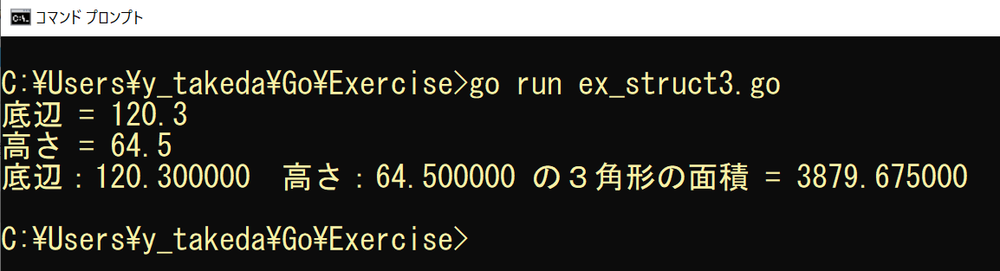 コマンド プロンプト
C:¥Users¥y_takeda¥Go¥Exercise>go run ex_struct3.go
底辺 = 120.3
高さ = 64.5
底辺：120.300000　高さ：64.500000 の３角形の面積 = 3879.675000
C:¥Users¥y_takeda¥Go¥Exercise>